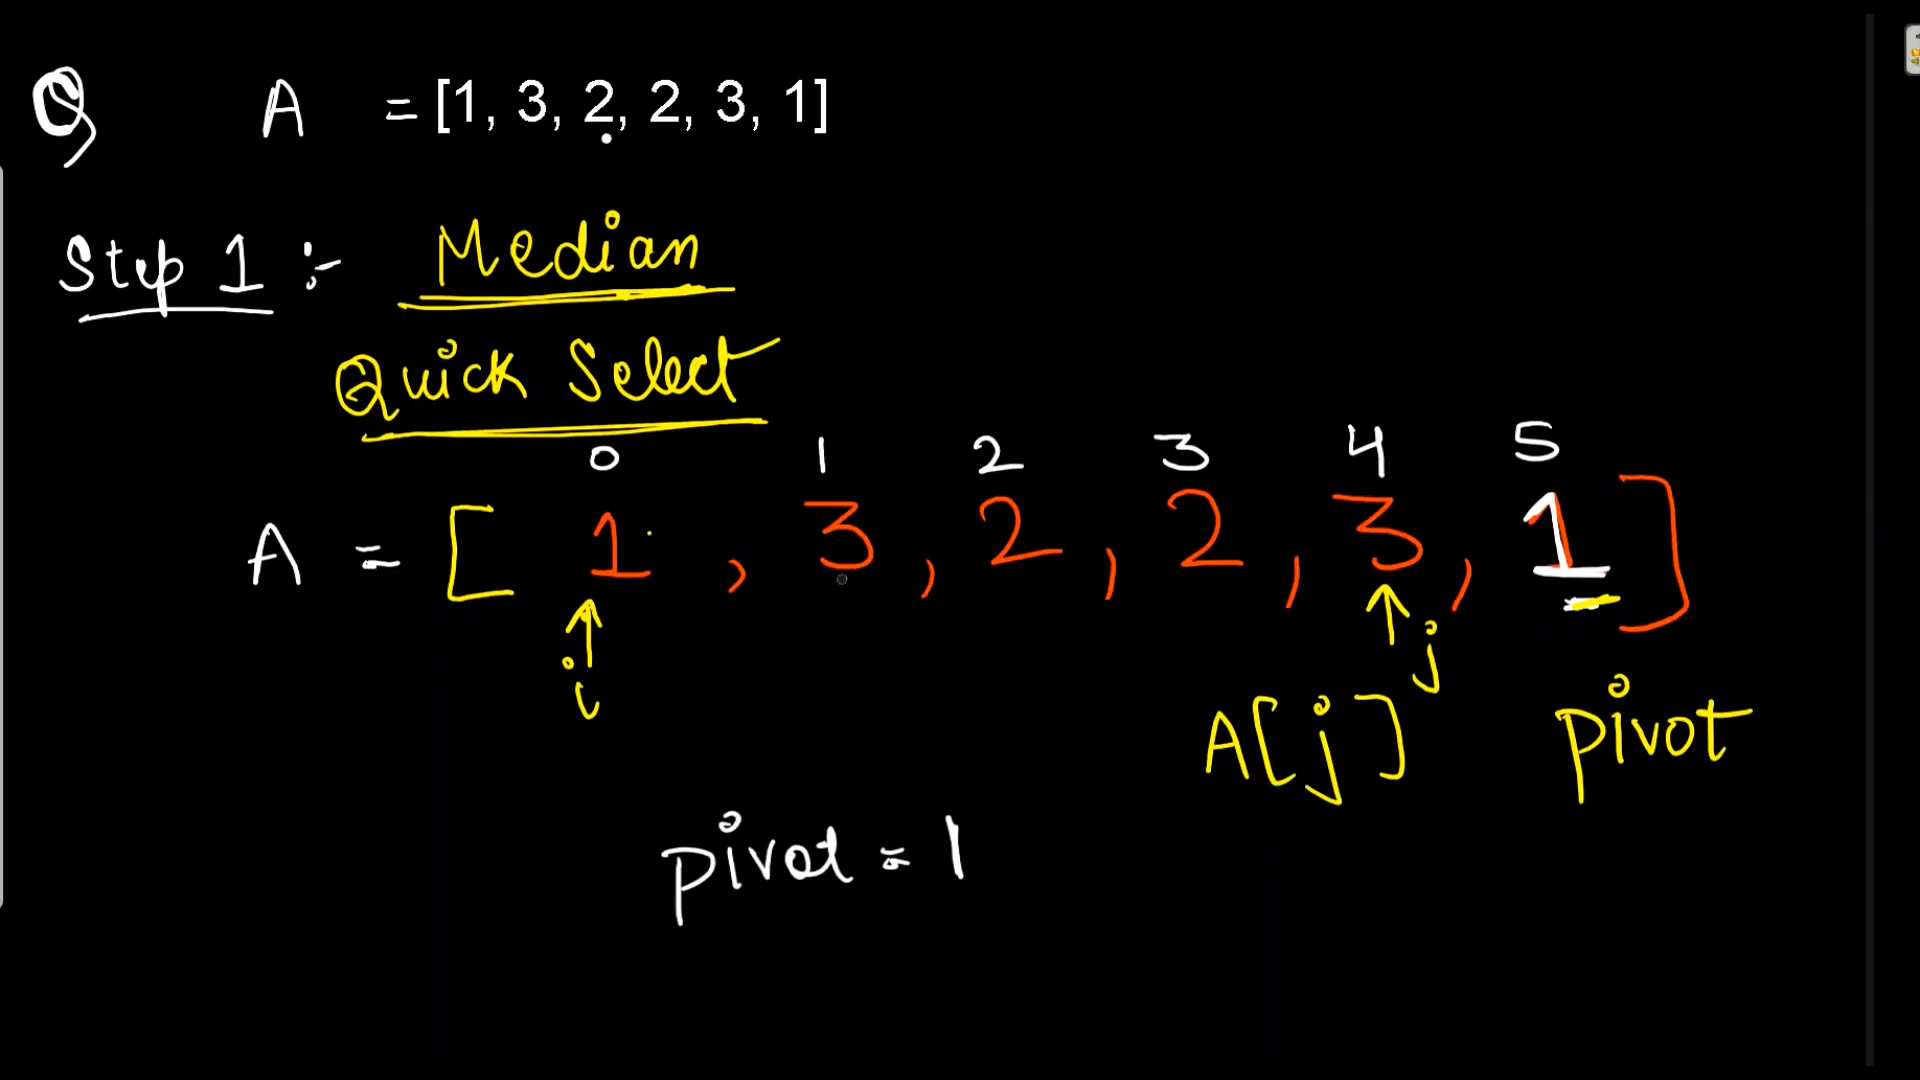 Q A = [1, 3, 2, 2, 3, 1]
Step 1 :- Median
Quick Select
0 1 2 3 4 5
A = [ 1 , 3 , 2 , 2 , 3 , 1 ]
i j
A[j] pivot
pivot = 1